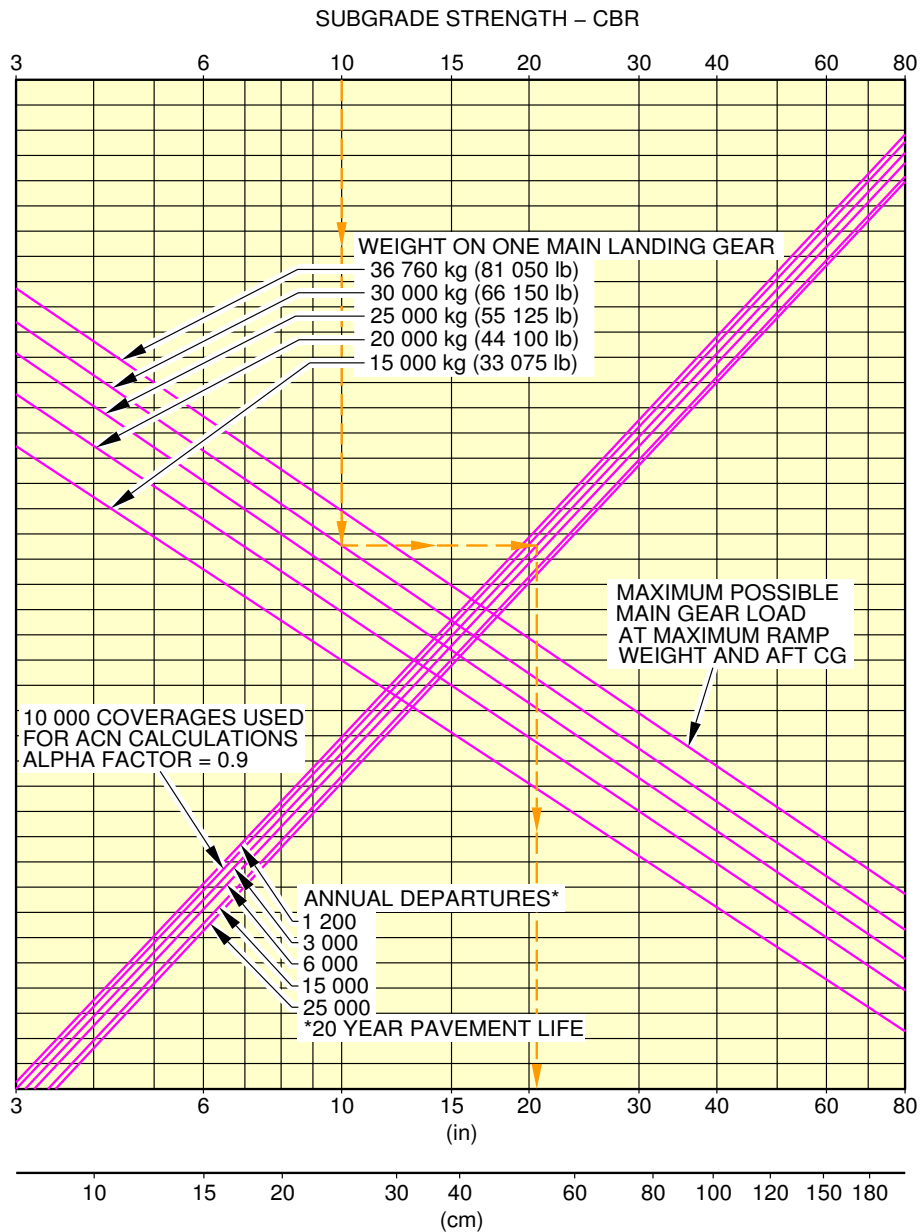 SUBGRADE STRENGTH – CBR
3 6 10 20 40 60 80
WEIGHT ON ONE MAIN LANDING GEAR
36 760 kg (81 050 lb)
30 000 kg (66 150 lb)
25 000 kg (55 125 lb)
20 000 kg (44 100 lb)
15 000 kg (33 075 lb)
MAXIMUM POSSIBLE
MAIN GEAR LOAD
AT MAXIMUM RAMP
WEIGHT AND AFT CG
10 000 COVERAGES USED
FOR ACN CALCULATIONS
ALPHA FACTOR = 0.9
ANNUAL DEPARTURES*
1 200
3 000
6 000
15 000
25 000
*20 YEAR PAVEMENT LIFE
3 6 10 15 20 30 40 60 80
(in)
10 15 20 30 40 60 80 100 120 150 180
(cm)